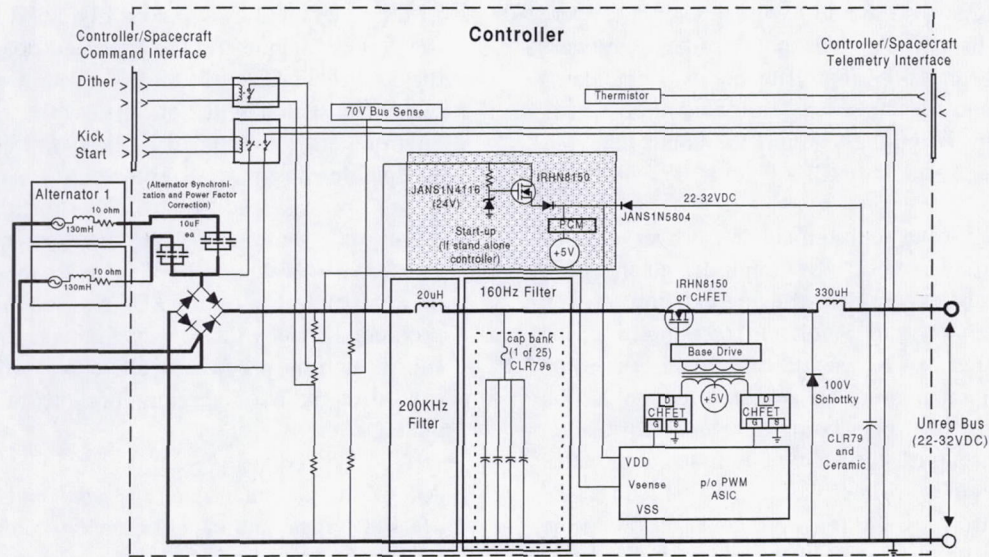 Controller
Controller/Spacecraft
Command Interface
Controller/Spacecraft
Telemetry Interface
Dither
Kick
Start
70V Bus Sense
Thermistor
Alternator 1
10 ohm
130mH
(Alternator Synchroni-
zation and Power Factor
Correction)
10uF
ea
10 ohm
130mH
IRHN8150
JANS1N4116
(24V)
Start-up
(If stand alone
controller)
PCM
+5V
22-32VDC
JANS1N5804
20uH
160Hz Filter
IRHN8150
or CHFET
330uH
cap bank
(1 of 25)
CLR79s
200KHz
Filter
Base Drive
+5V
D
CHFET
G S
D
CHFET
G S
100V
Schottky
VDD
Vsense
VSS
p/o PWM
ASIC
CLR79
and
Ceramic
Unreg Bus
(22-32VDC)